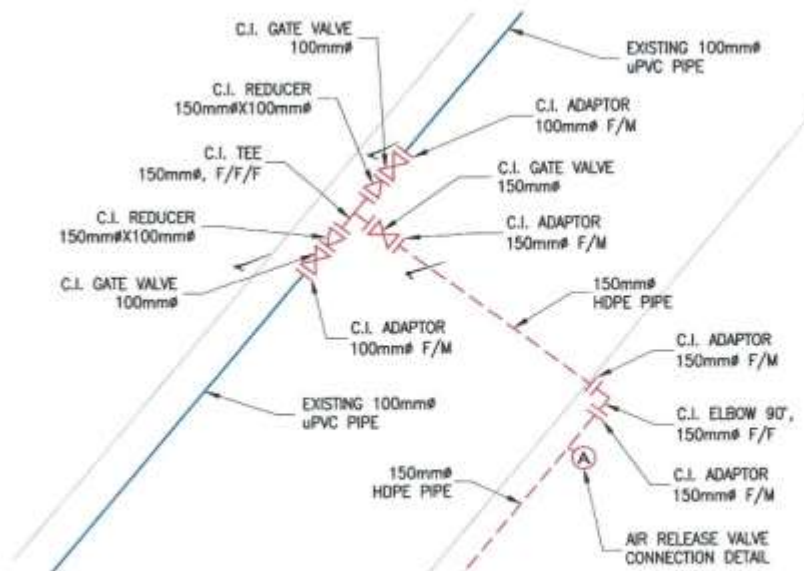 C.I. GATE VALVE
100mmø
EXISTING 100mmø
uPVC PIPE
C.I. REDUCER
150mmøX100mmø
C.I. ADAPTOR
100mmø F/M
C.I. TEE
150mmø, F/F/F
C.I. GATE VALVE
150mmø
C.I. REDUCER
150mmøX100mmø
C.I. ADAPTOR
150mmø F/M
C.I. GATE VALVE
100mmø
150mmø
HDPE PIPE
C.I. ADAPTOR
100mmø F/M
C.I. ADAPTOR
150mmø F/M
EXISTING 100mmø
uPVC PIPE
C.I. ELBOW 90°,
150mmø F/F
150mmø
HDPE PIPE
A
C.I. ADAPTOR
150mmø F/M
AIR RELEASE VALVE
CONNECTION DETAIL